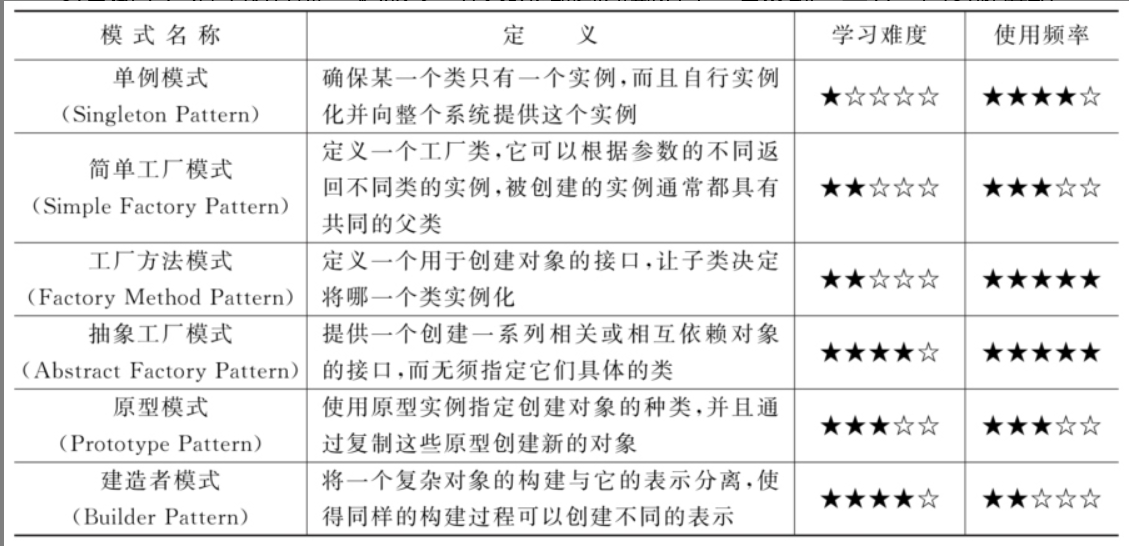 模式名称 定 义 学习难度 使用频率
单例模式
(Singleton Pattern)
确保某一个类只有一个实例,而且自行实例
化并向整个系统提供这个实例
★☆☆☆☆ ★★★★☆
简单工厂模式
(Simple Factory Pattern)
定义一个工厂类,它可以根据参数的不同返
回不同类的实例,被创建的实例通常都具有
共同的父类
★★☆☆☆ ★★★☆☆
工厂方法模式
(Factory Method Pattern)
定义一个用于创建对象的接口,让子类决定
将哪一个类实例化
★★☆☆☆ ★★★★★
抽象工厂模式
(Abstract Factory Pattern)
提供一个创建一系列相关或相互依赖对象
的接口,而无须指定它们具体的类
★★★★☆ ★★★★★
原型模式
(Prototype Pattern)
使用原型实例指定创建对象的种类,并且通
过复制这些原型创建新的对象
★★★☆☆ ★★★☆☆
建造者模式
(Builder Pattern)
将一个复杂对象的构建与它的表示分离,使
得同样的构建过程可以创建不同的表示
★★★★☆ ★★☆☆☆